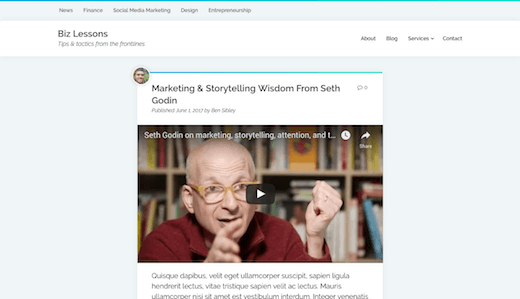 News Finance Social Media Marketing Design Entrepreneurship
Biz Lessons
Tips & tactics from the frontlines
About Blog Services Contact
Marketing & Storytelling Wisdom From Seth
Godin
0
Published June 1, 2017 by Ben Sibley
Seth Godin on marketing, storytelling, attention, and t...
Share
Quisque dapibus, velit eget ullamcorper suscipit, sapien ligula
hendrerit lectus, vitae tristique sapien velit ac lectus. Mauris
ullamcorper nisi sit amet est vestibulum interdum. Integer venenatis